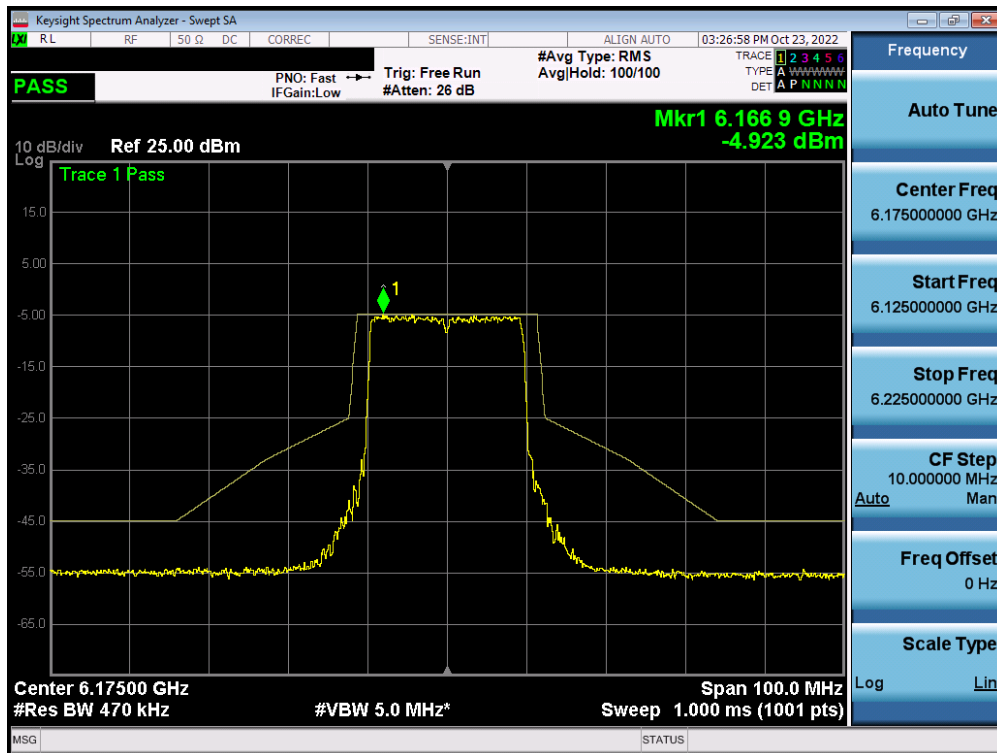 Keysight Spectrum Analyzer - Swept SA
LXI RL RF 50 Ω DC CORREC SENSE:INT ALIGN AUTO 03:26:58 PM Oct 23, 2022
PASS
PNO: Fast
IFGain:Low
Trig: Free Run
#Atten: 26 dB
#Avg Type: RMS
Avg|Hold: 100/100
TRACE 1 2 3 4 5 6
TYPE A WWWWW
DET A P N N N N
Mkr1 6.166 9 GHz
-4.923 dBm
10 dB/div Ref 25.00 dBm
Log
Trace 1 Pass
15.0
5.00
1
-5.00
-15.0
-25.0
-35.0
-45.0
-55.0
-65.0
Center 6.17500 GHz Span 100.0 MHz
#Res BW 470 kHz #VBW 5.0 MHz* Sweep 1.000 ms (1001 pts)
MSG STATUS
Frequency
Auto Tune
Center Freq
6.175000000 GHz
Start Freq
6.125000000 GHz
Stop Freq
6.225000000 GHz
CF Step
10.000000 MHz
Auto Man
Freq Offset
0 Hz
Scale Type
Log Lin